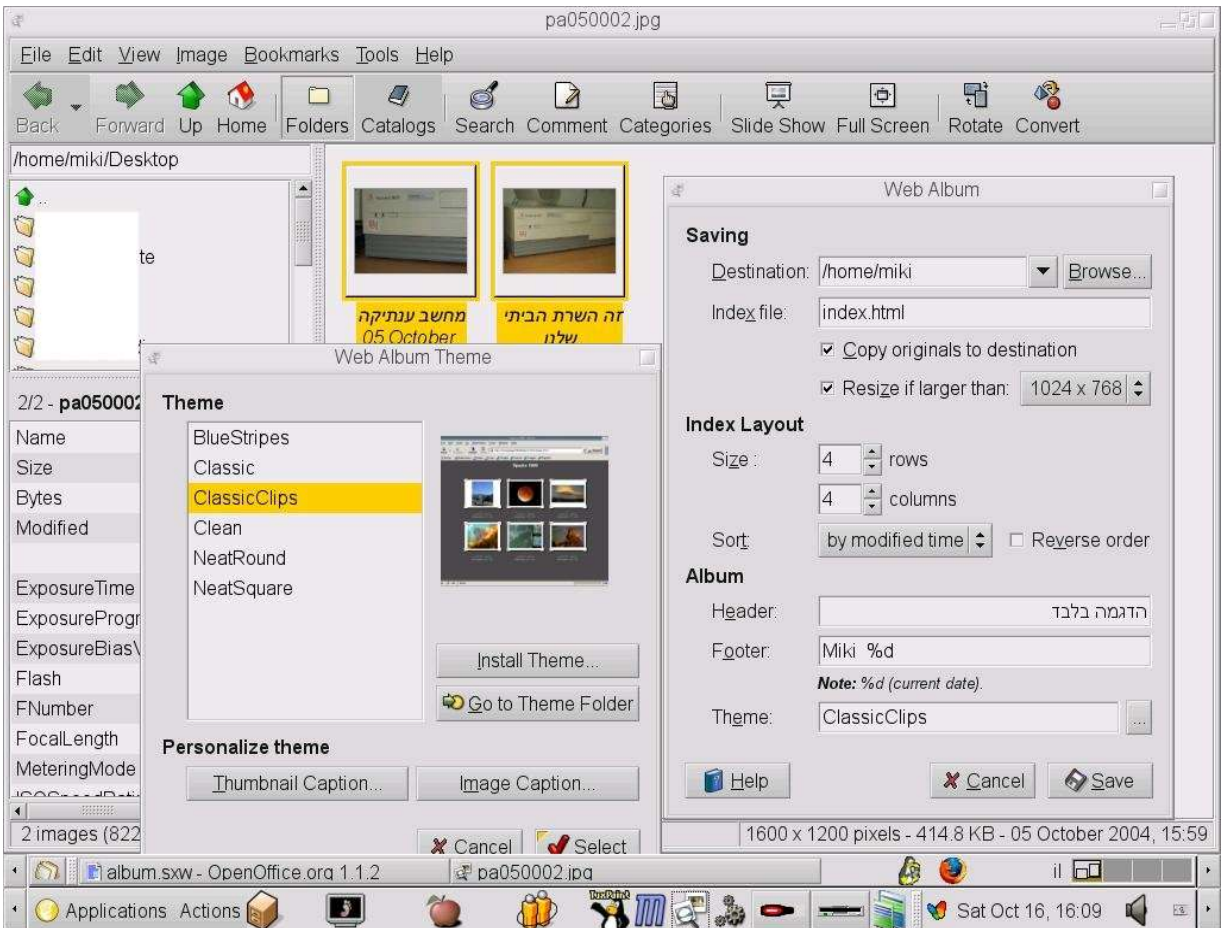 pa050002.jpg
File Edit View Image Bookmarks Tools Help
Back Forward Up Home Folders Catalogs Search Comment Categories Slide Show Full Screen Rotate Convert
/home/miki/Desktop
..
te
מחשב ענתיקה
05 October
זה השרת הביתי
שלנו
2/2 - pa050002
Name
Size
Bytes
Modified
ExposureTime
ExposureProgr
ExposureBiasV
Flash
FNumber
FocalLength
MeteringMode
2 images (822
1600 x 1200 pixels - 414.8 KB - 05 October 2004, 15:59
Web Album Theme
Theme
BlueStripes
Classic
ClassicClips
Clean
NeatRound
NeatSquare
Install Theme...
Go to Theme Folder
Personalize theme
Thumbnail Caption...
Image Caption...
Cancel
Select
Web Album
Saving
Destination: /home/miki Browse...
Index file: index.html
Copy originals to destination
Resize if larger than: 1024 x 768
Index Layout
Size : 4 rows
4 columns
Sort: by modified time Reverse order
Album
Header: הדגמה בלבד
Footer: Miki %d
Note: %d (current date).
Theme: ClassicClips ...
Help Cancel Save
album.sxw - OpenOffice.org 1.1.2 pa050002.jpg il
Applications Actions Sat Oct 16, 16:09